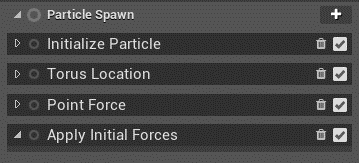 Particle Spawn
Initialize Particle
Torus Location
Point Force
Apply Initial Forces